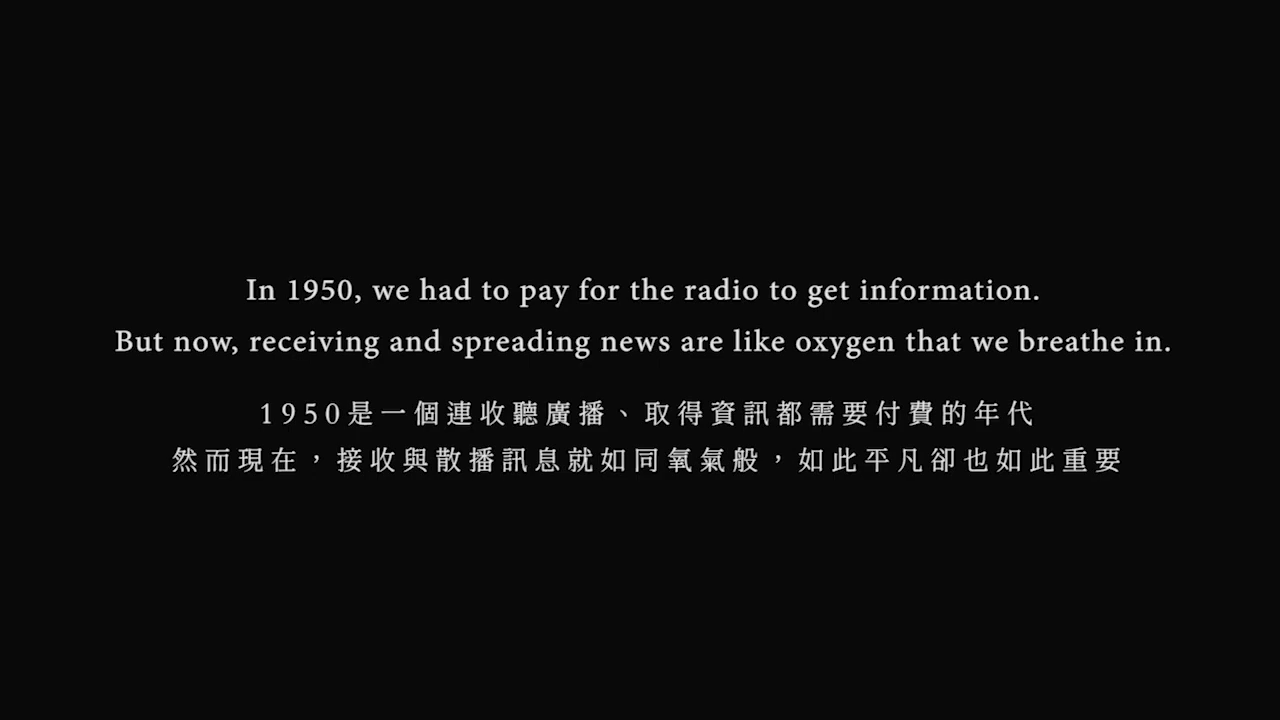 In 1950, we had to pay for the radio to get information.
But now, receiving and spreading news are like oxygen that we breathe in.
1950是一個連收聽廣播、取得資訊都需要付費的年代
然而現在，接收與散播訊息就如同氧氣般，如此平凡卻也如此重要